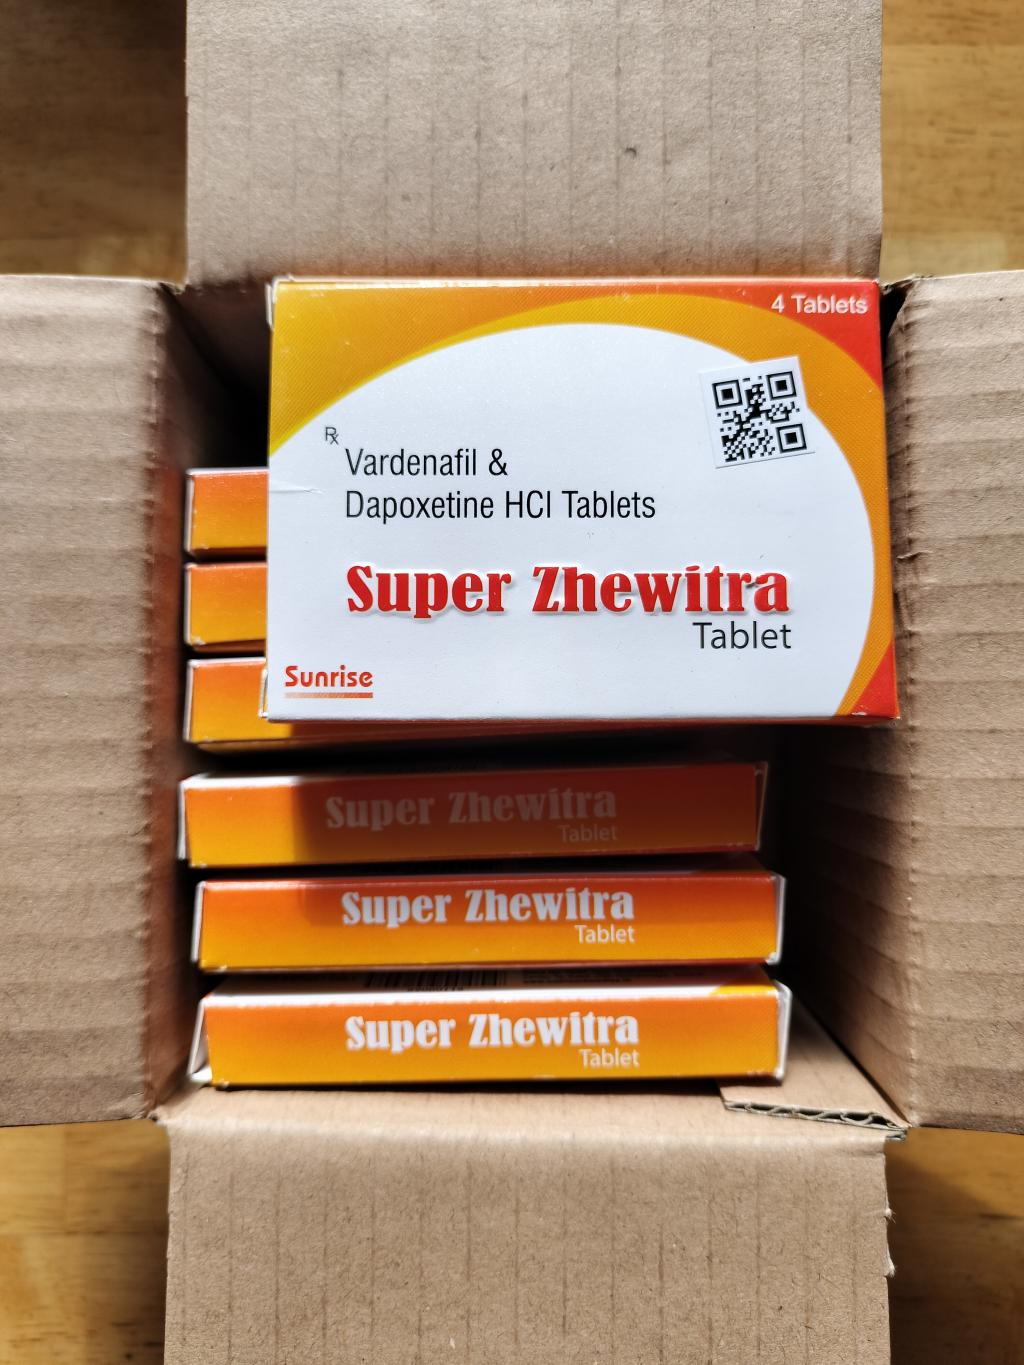 4 Tablets
Rx
Vardenafil &
Dapoxetine HCl Tablets
Super Zhewitra
Tablet
Sunrise
Super Zhewitra
Tablet
Super Zhewitra
Tablet
Super Zhewitra
Tablet